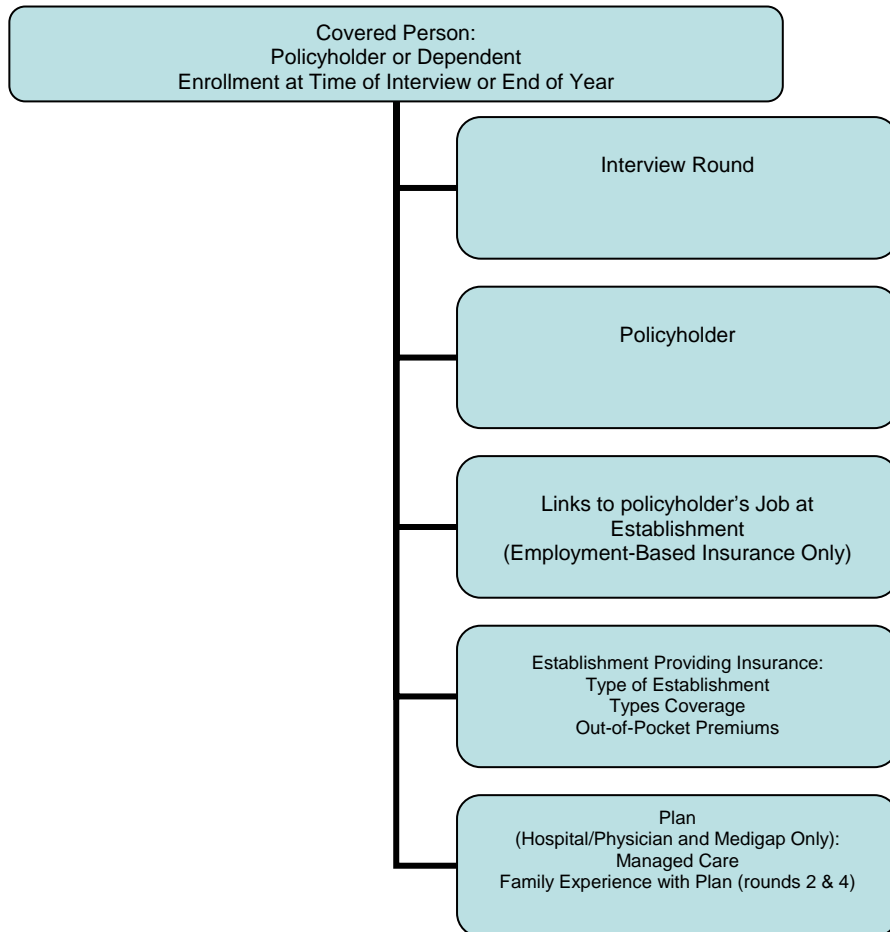 Covered Person:
Policyholder or Dependent
Enrollment at Time of Interview or End of Year
Interview Round
Policyholder
Links to policyholder's Job at
Establishment
(Employment-Based Insurance Only)
Establishment Providing Insurance:
Type of Establishment
Types Coverage
Out-of-Pocket Premiums
Plan
(Hospital/Physician and Medigap Only):
Managed Care
Family Experience with Plan (rounds 2 & 4)